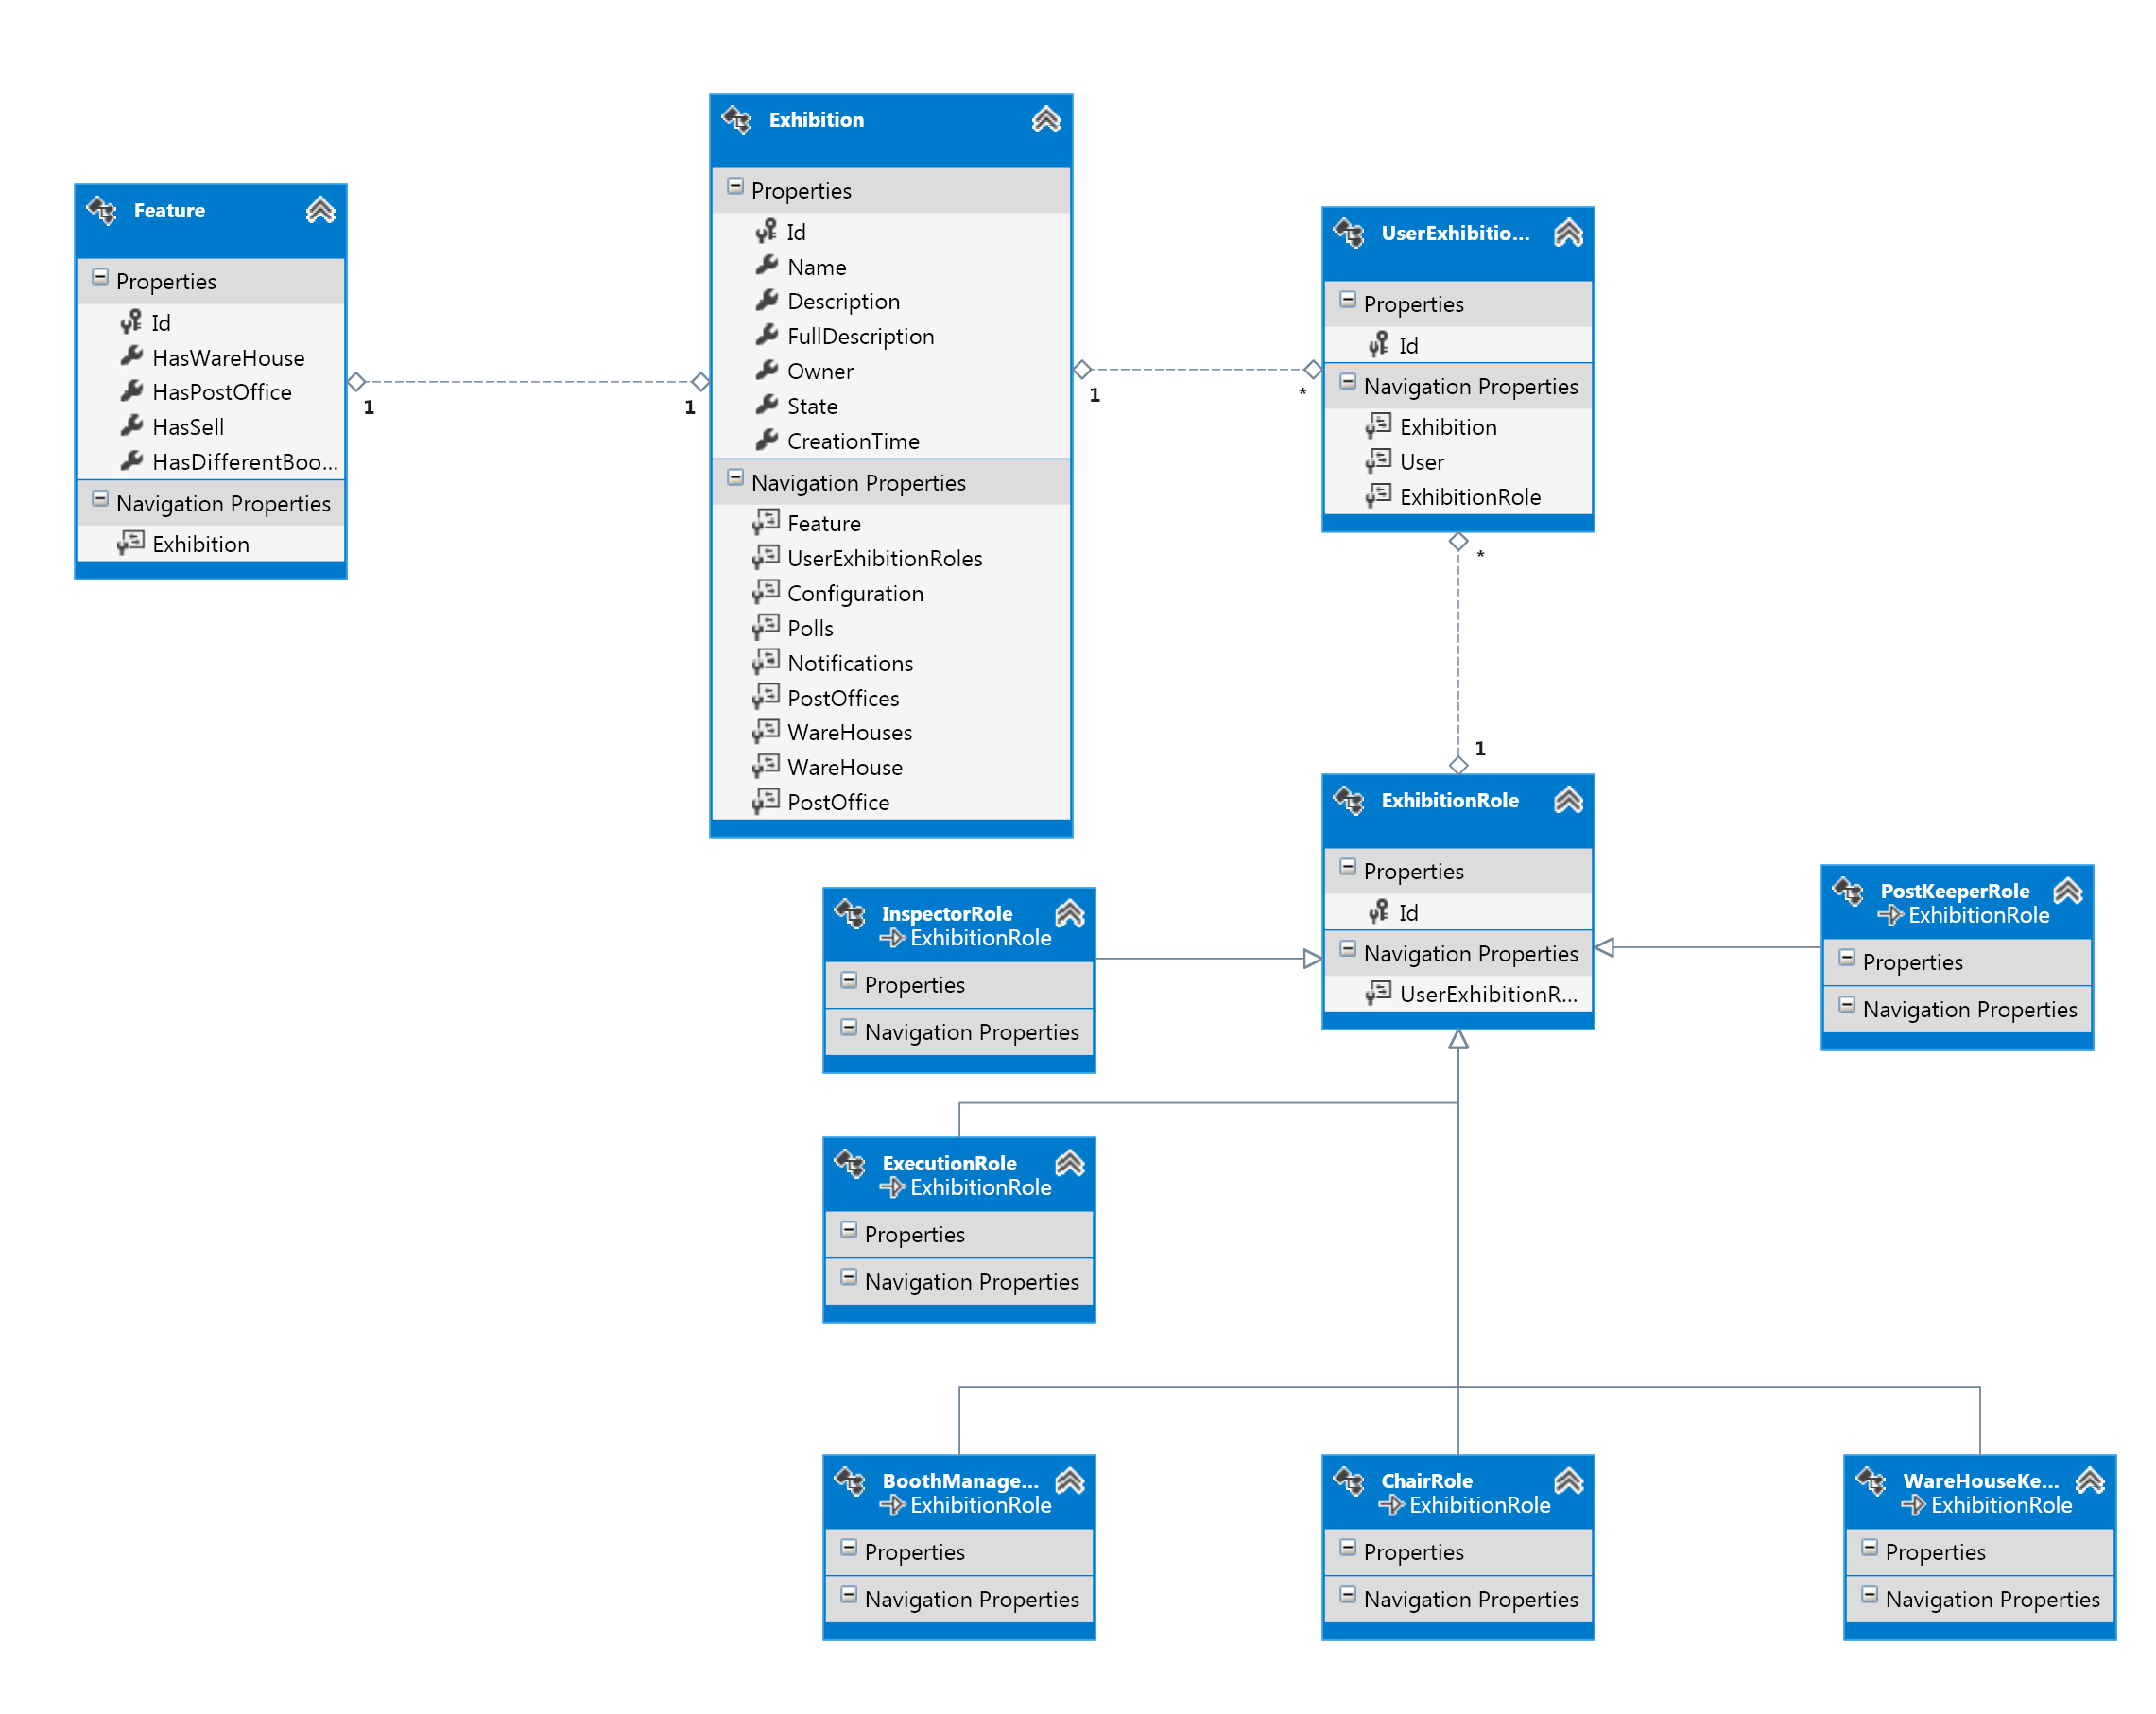 Feature
Properties
Id
HasWareHouse
HasPostOffice
HasSell
HasDifferentBoo...
Navigation Properties
Exhibition
1
1
Exhibition
Properties
Id
Name
Description
FullDescription
Owner
State
CreationTime
Navigation Properties
Feature
UserExhibitionRoles
Configuration
Polls
Notifications
PostOffices
WareHouses
WareHouse
PostOffice
1
*
UserExhibitio...
Properties
Id
Navigation Properties
Exhibition
User
ExhibitionRole
*
1
ExhibitionRole
Properties
Id
Navigation Properties
UserExhibitionR...
InspectorRole
ExhibitionRole
Properties
Navigation Properties
PostKeeperRole
ExhibitionRole
Properties
Navigation Properties
ExecutionRole
ExhibitionRole
Properties
Navigation Properties
BoothManage...
ExhibitionRole
Properties
Navigation Properties
ChairRole
ExhibitionRole
Properties
Navigation Properties
WareHouseKe...
ExhibitionRole
Properties
Navigation Properties